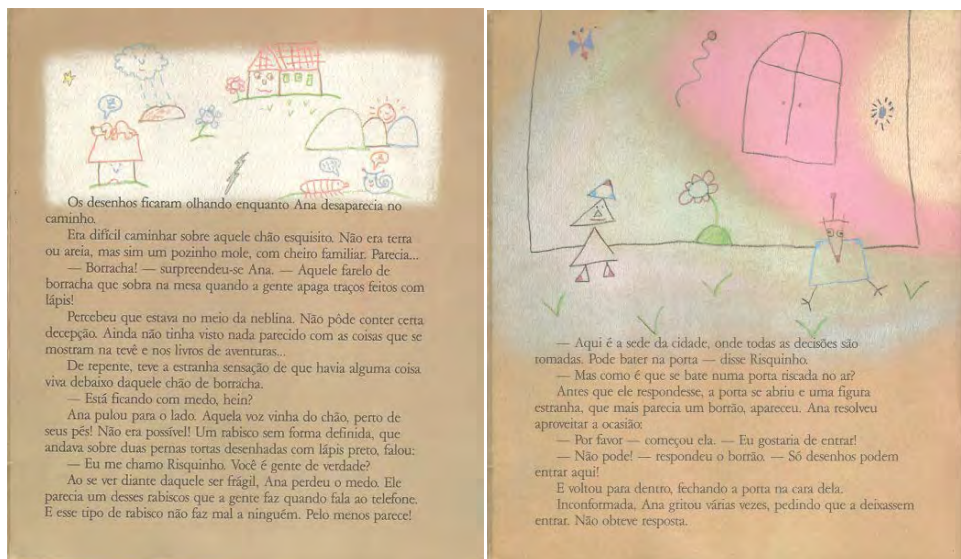 Os desenhos ficaram olhando enquanto Ana desaparecia no
caminho.
Era difícil caminhar sobre aquele chão esquisito. Não era terra
ou areia, mas sim um pozinho mole, com cheiro familiar. Parecia...
— Borracha! — surpreendeu-se Ana. — Aquele farelo de
borracha que sobra na mesa quando a gente apaga traços feitos com
lápis!
Percebeu que estava no meio da neblina. Não pôde conter certa
decepção. Ainda não tinha visto nada parecido com as coisas que se
mostram na tevê e nos livros de aventuras...
De repente, teve a estranha sensação de que havia alguma coisa
viva debaixo daquele chão de borracha.
— Está ficando com medo, hein?
Ana pulou para o lado. Aquela voz vinha do chão, perto de
seus pés! Não era possível! Um rabisco sem forma definida, que
andava sobre duas pernas tortas desenhadas com lápis preto, falou:
— Eu me chamo Risquinho. Você é gente de verdade?
Ao se ver diante daquele ser frágil, Ana perdeu o medo. Ele
parecia um desses rabiscos que a gente faz quando fala ao telefone.
E esse tipo de rabisco não faz mal a ninguém. Pelo menos parece!
— Aqui é a sede da cidade, onde todas as decisões são
tomadas. Pode bater na porta — disse Risquinho.
— Mas como é que se bate numa porta riscada no ar?
Antes que ele respondesse, a porta se abriu e uma figura
estranha, que mais parecia um borrão, apareceu. Ana resolveu
aproveitar a ocasião:
— Por favor — começou ela. — Eu gostaria de entrar!
— Não pode! — respondeu o borrão. — Só desenhos podem
entrar aqui!
E voltou para dentro, fechando a porta na cara dela.
Inconformada, Ana gritou várias vezes, pedindo que a deixassem
entrar. Não obteve resposta.